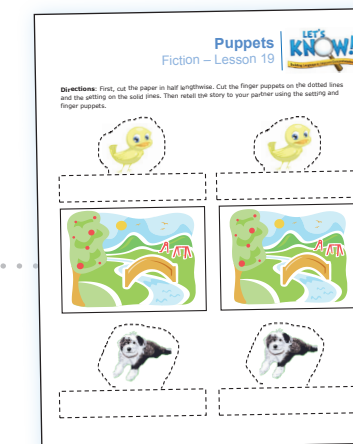 Puppets
Fiction – Lesson 19
LET'S
KNOW!
Directions: First, cut the paper in half lengthwise. Cut the finger puppets on the dotted lines
and the setting on the solid lines. Then retell the story to your partner using the setting and
finger puppets.